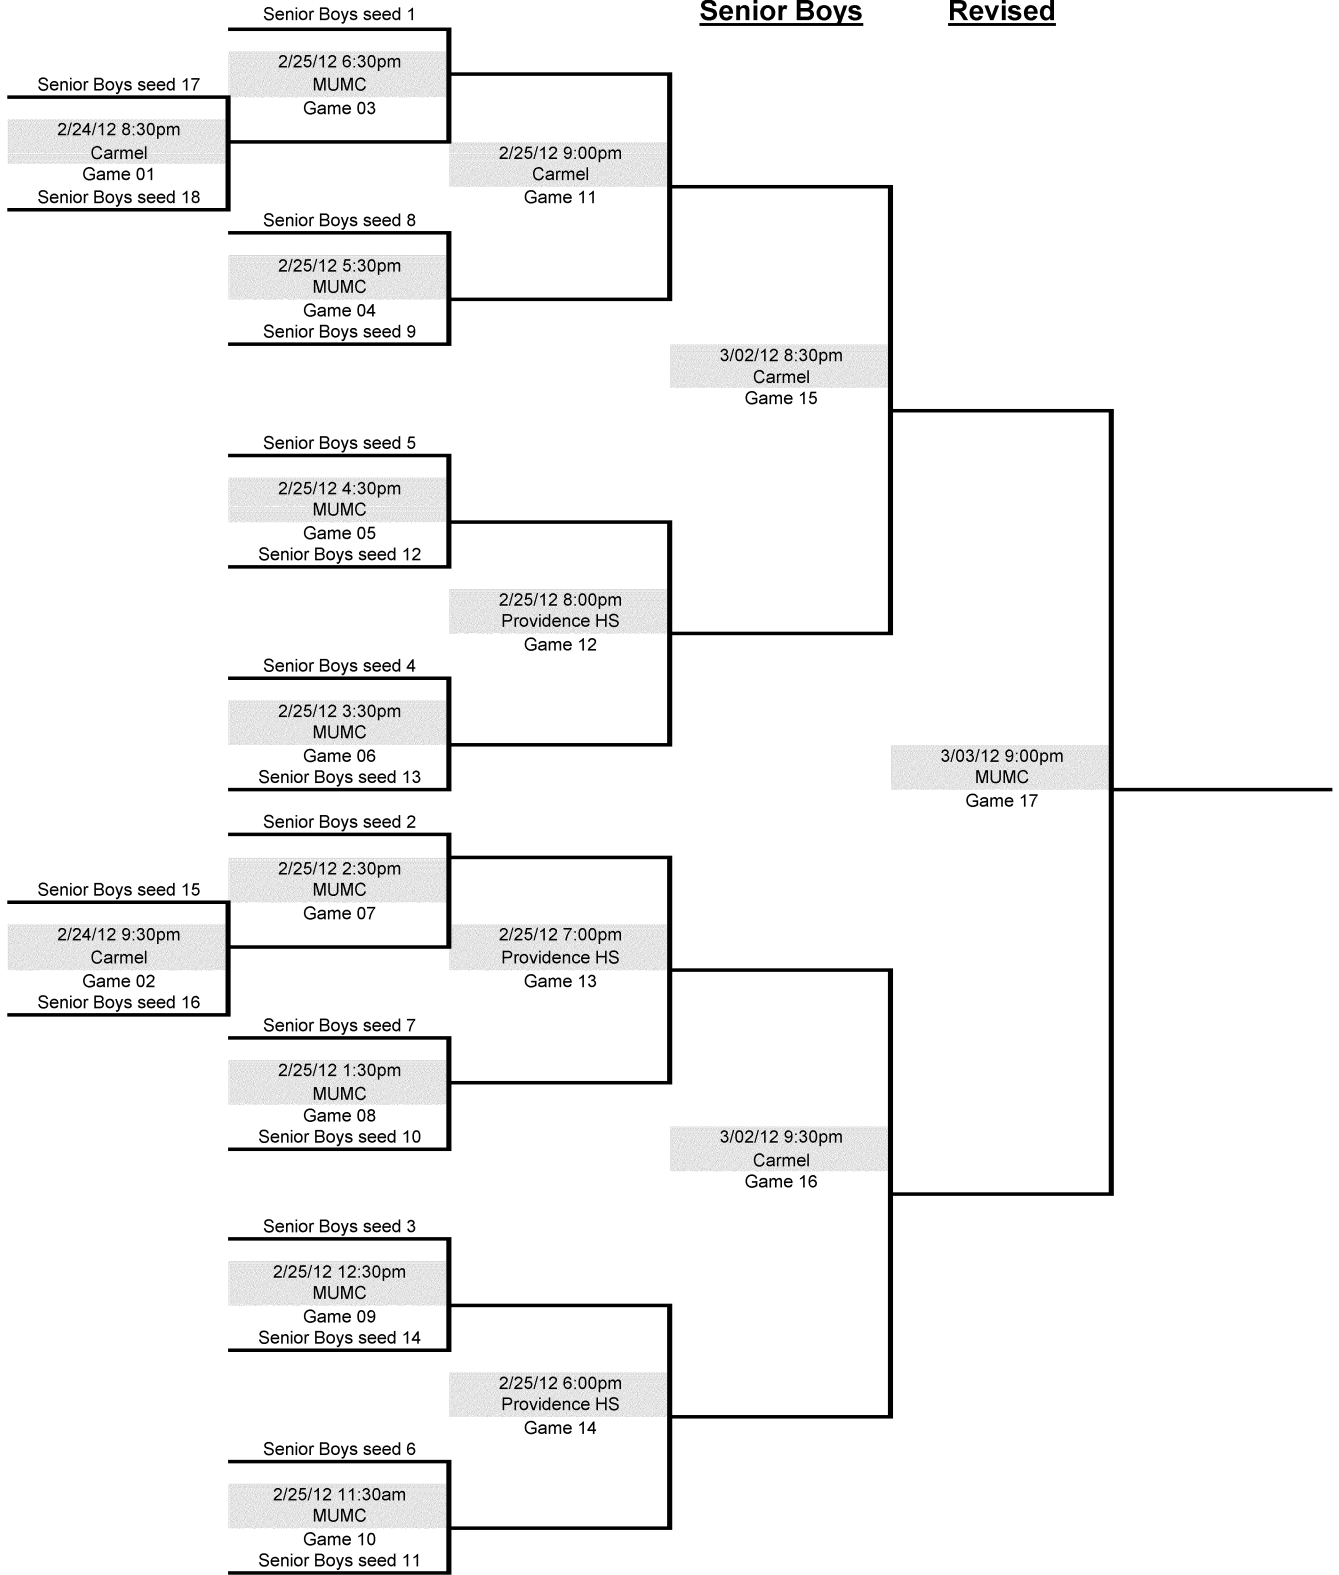 Senior Boys
Revised
Senior Boys seed 1
2/25/12 6:30pm
MUMC
Game 03
Senior Boys seed 17
2/24/12 8:30pm
Carmel
Game 01
Senior Boys seed 18
2/25/12 9:00pm
Carmel
Game 11
Senior Boys seed 8
2/25/12 5:30pm
MUMC
Game 04
Senior Boys seed 9
3/02/12 8:30pm
Carmel
Game 15
Senior Boys seed 5
2/25/12 4:30pm
MUMC
Game 05
Senior Boys seed 12
2/25/12 8:00pm
Providence HS
Game 12
Senior Boys seed 4
2/25/12 3:30pm
MUMC
Game 06
Senior Boys seed 13
3/03/12 9:00pm
MUMC
Game 17
Senior Boys seed 2
2/25/12 2:30pm
MUMC
Game 07
Senior Boys seed 15
2/24/12 9:30pm
Carmel
Game 02
Senior Boys seed 16
2/25/12 7:00pm
Providence HS
Game 13
Senior Boys seed 7
2/25/12 1:30pm
MUMC
Game 08
Senior Boys seed 10
3/02/12 9:30pm
Carmel
Game 16
Senior Boys seed 3
2/25/12 12:30pm
MUMC
Game 09
Senior Boys seed 14
2/25/12 6:00pm
Providence HS
Game 14
Senior Boys seed 6
2/25/12 11:30am
MUMC
Game 10
Senior Boys seed 11